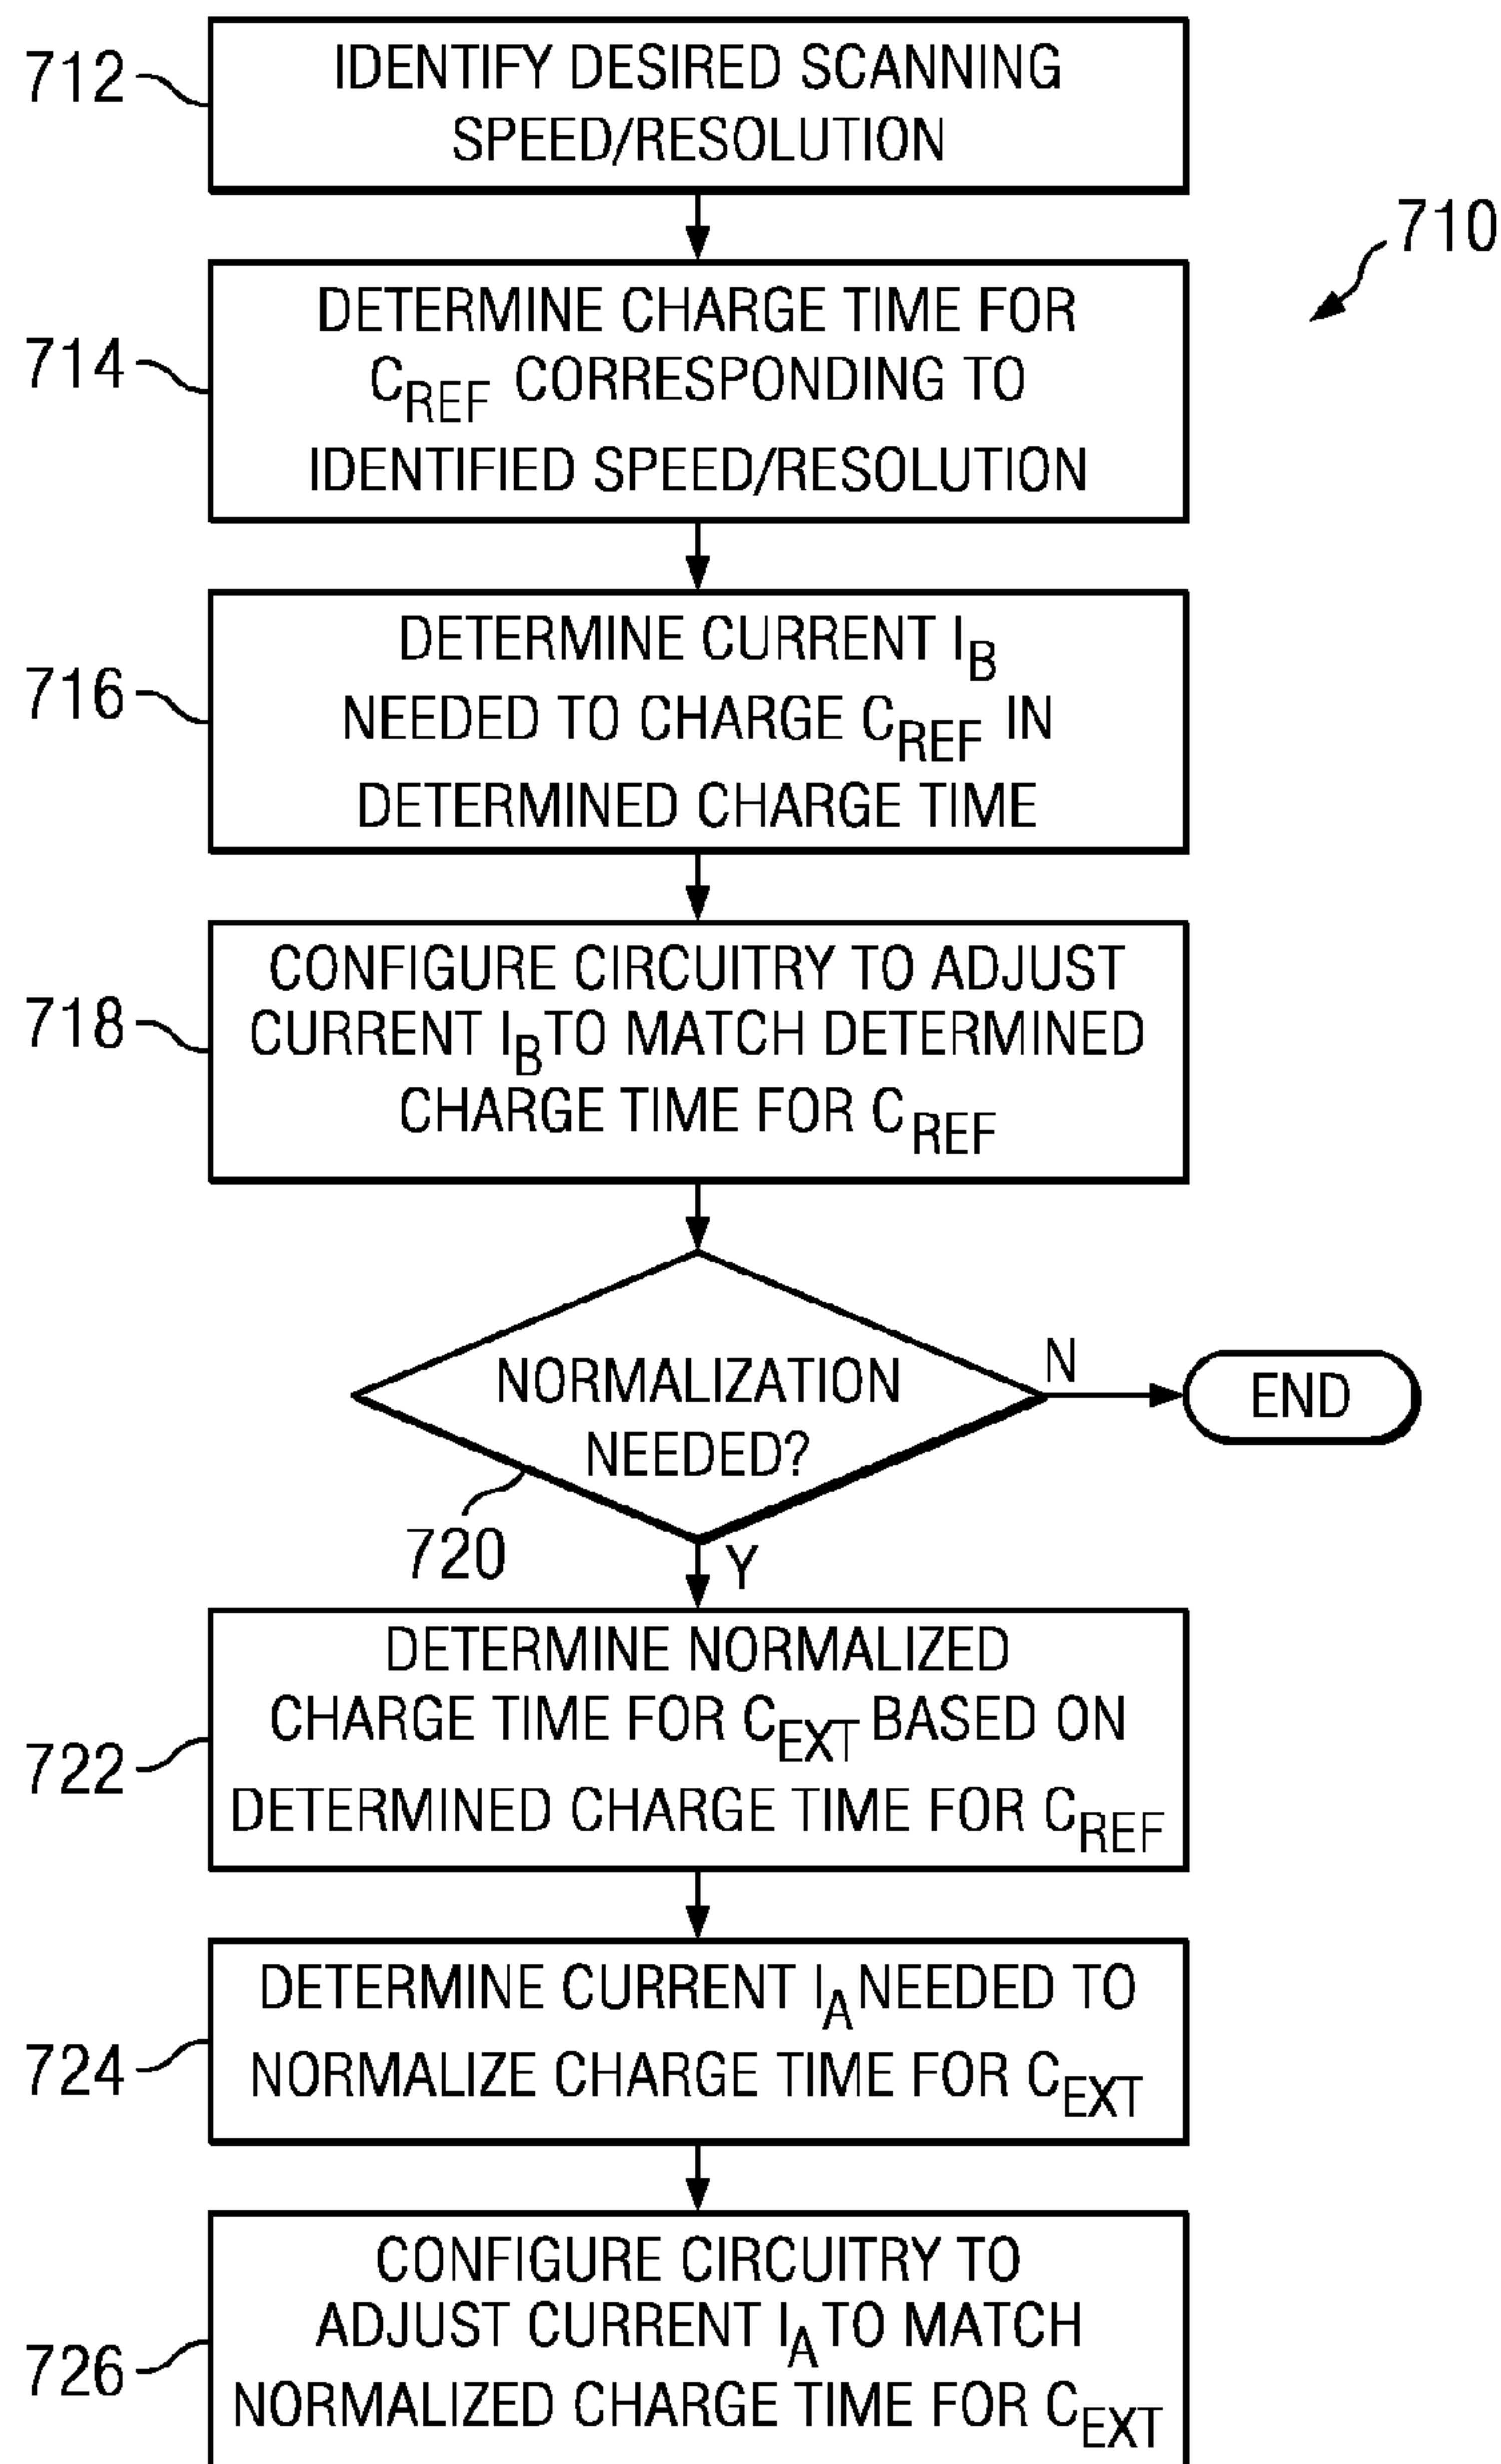 712
IDENTIFY DESIRED SCANNING
SPEED/RESOLUTION
710
714
DETERMINE CHARGE TIME FOR
CREF CORRESPONDING TO
IDENTIFIED SPEED/RESOLUTION
716
DETERMINE CURRENT IB
NEEDED TO CHARGE CREF IN
DETERMINED CHARGE TIME
718
CONFIGURE CIRCUITRY TO ADJUST
CURRENT IB TO MATCH DETERMINED
CHARGE TIME FOR CREF
NORMALIZATION
NEEDED?
N
END
720
Y
722
DETERMINE NORMALIZED
CHARGE TIME FOR CEXT BASED ON
DETERMINED CHARGE TIME FOR CREF
724
DETERMINE CURRENT IA NEEDED TO
NORMALIZE CHARGE TIME FOR CEXT
726
CONFIGURE CIRCUITRY TO
ADJUST CURRENT IA TO MATCH
NORMALIZED CHARGE TIME FOR CEXT